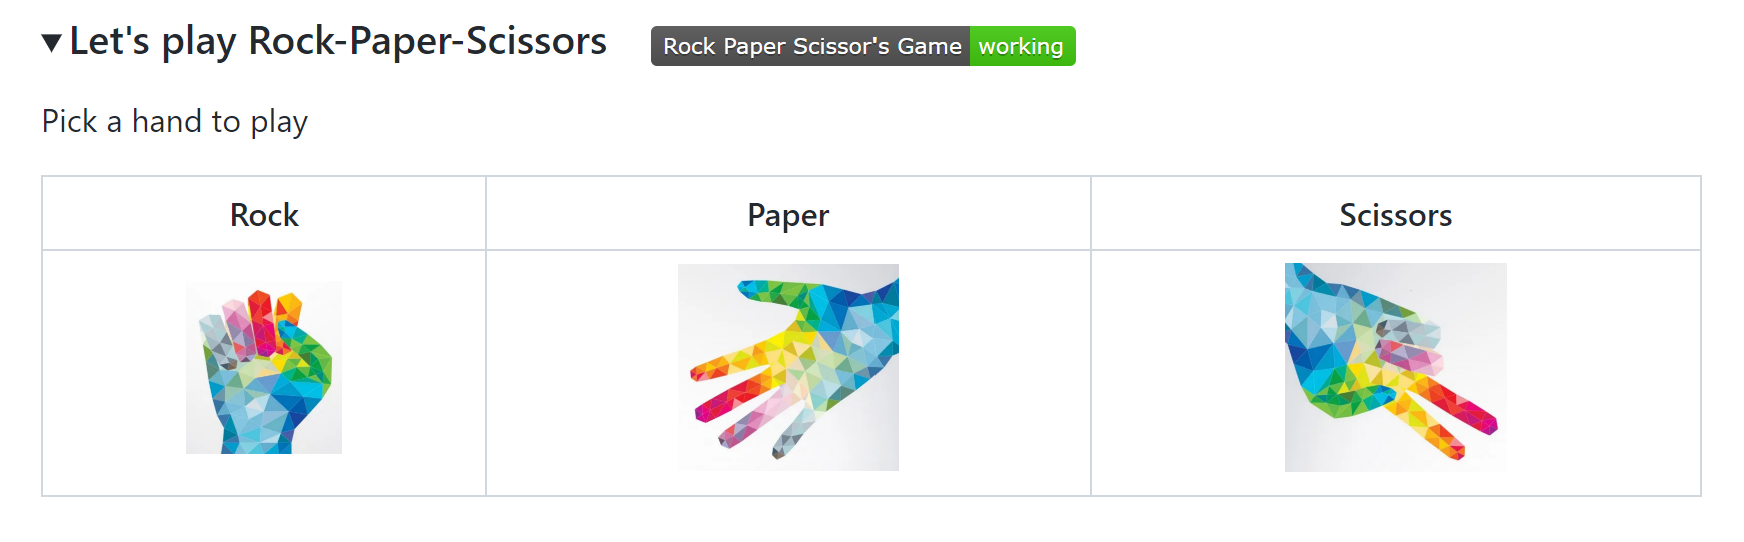 Let's play Rock-Paper-Scissors Rock Paper Scissor's Game working
Pick a hand to play
Rock Paper Scissors